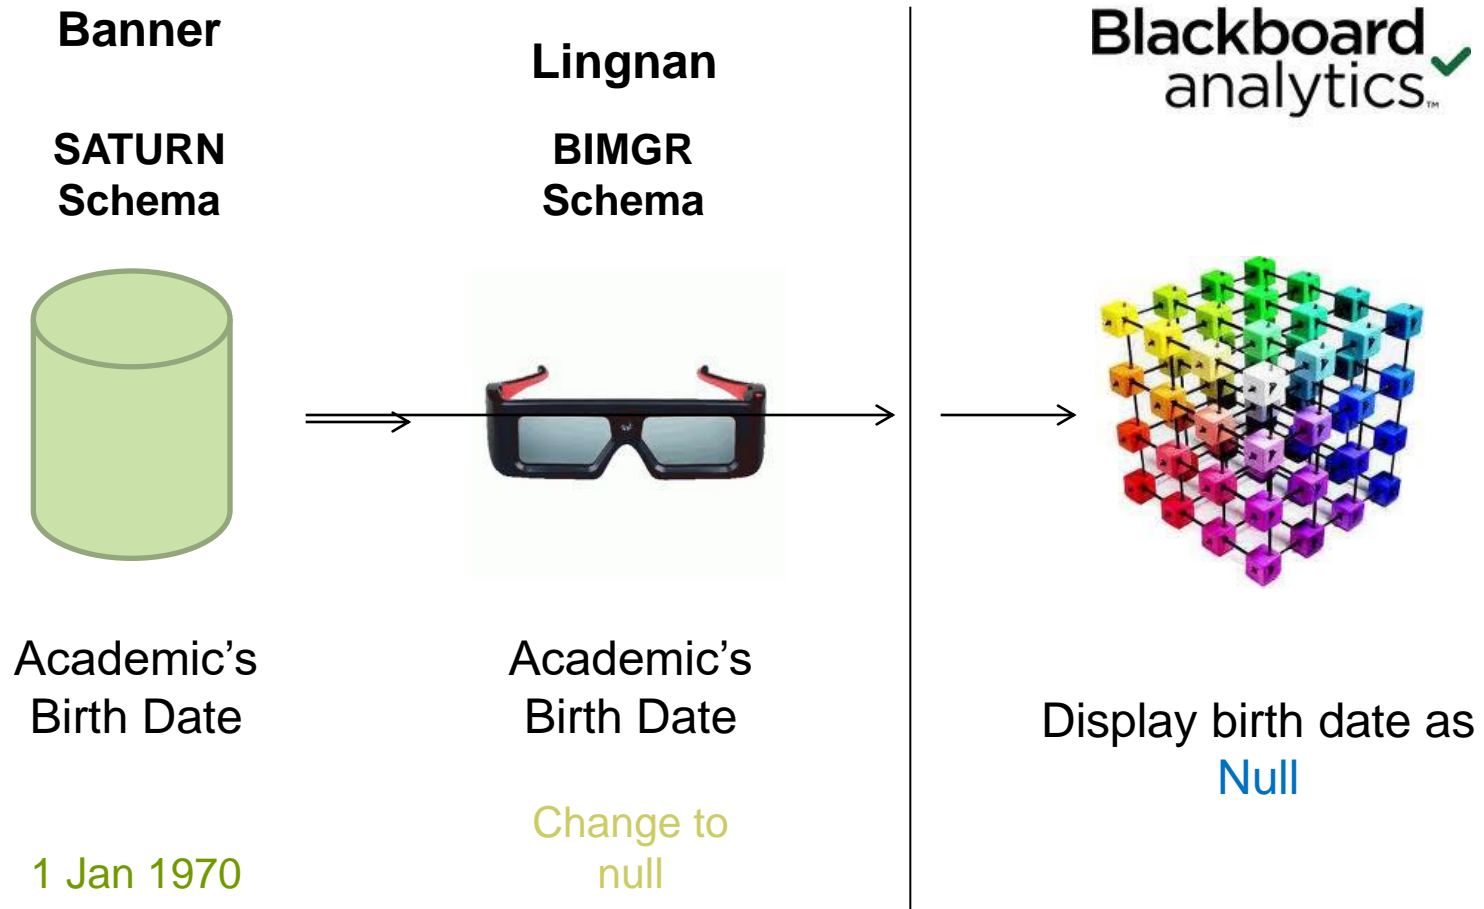 Banner
SATURN
Schema
Academic’s
Birth Date
1 Jan 1970
Lingnan
BIMGR
Schema
Academic’s
Birth Date
Change to
null
Blackboard
analytics™
Display birth date as
Null